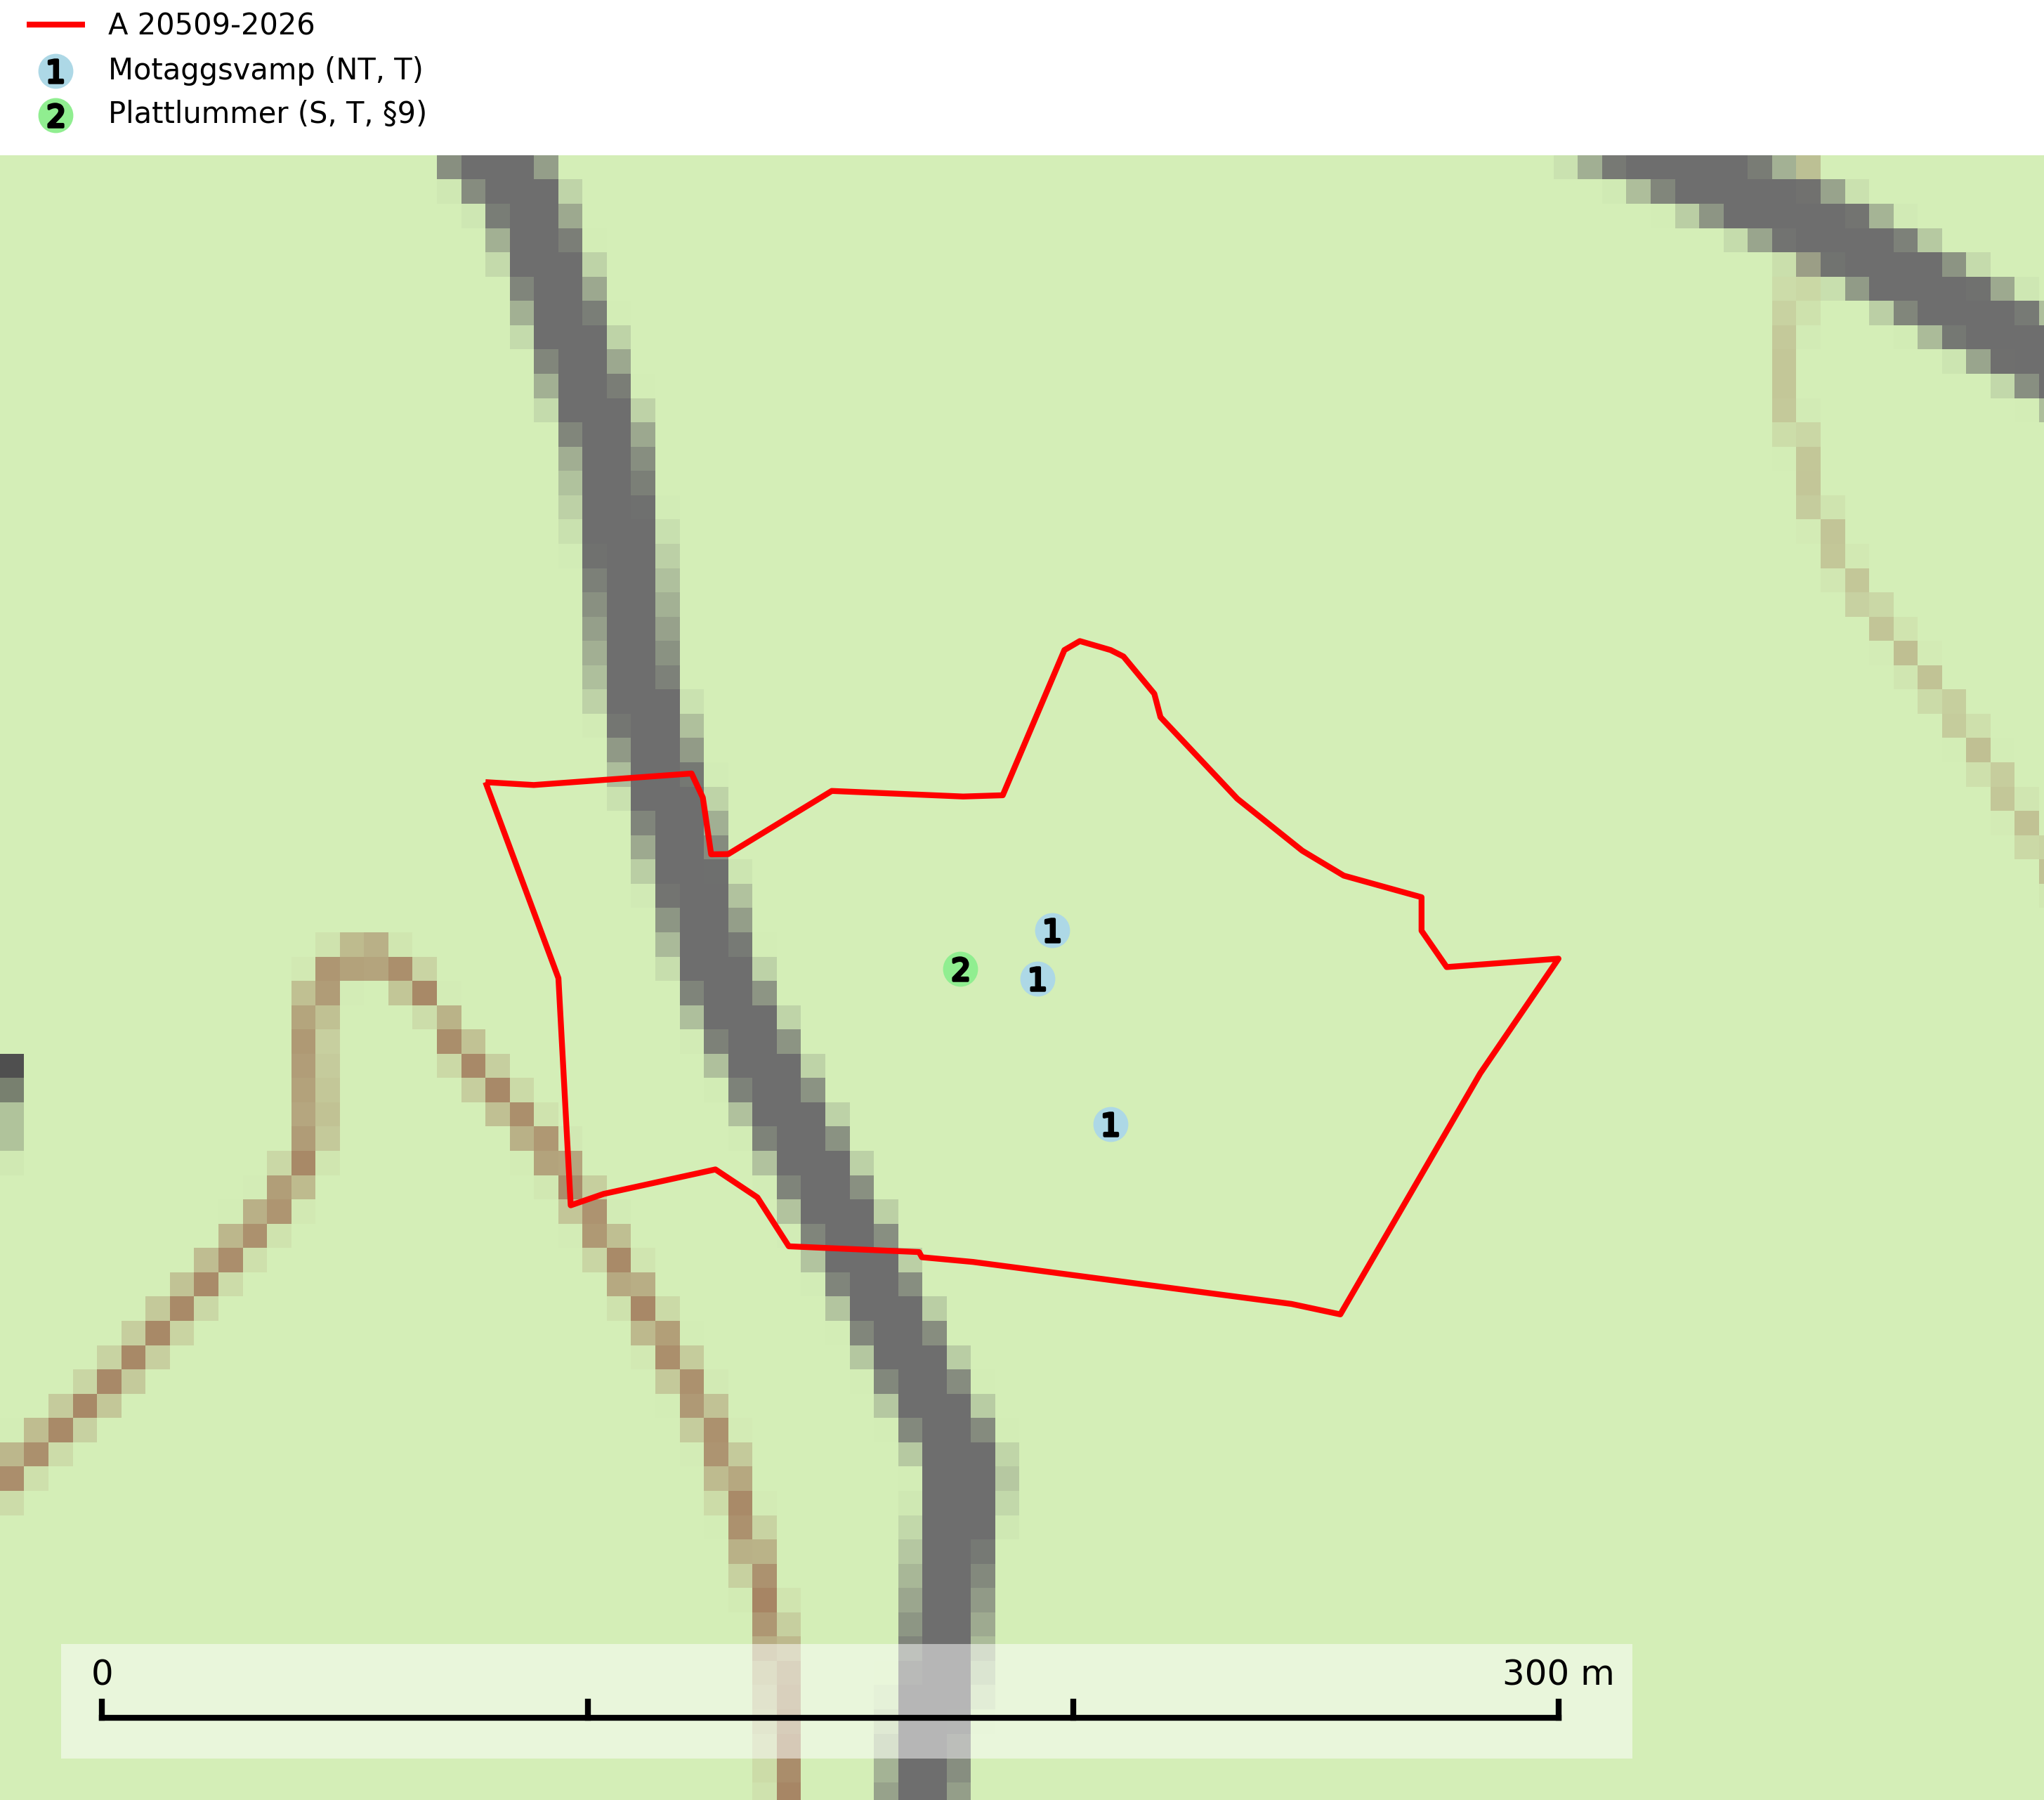 A 20509-2026
1 Motaggsvamp (NT, T)
2 Plattlummer (S, T, §9)
1
2
1
1
0 300 m